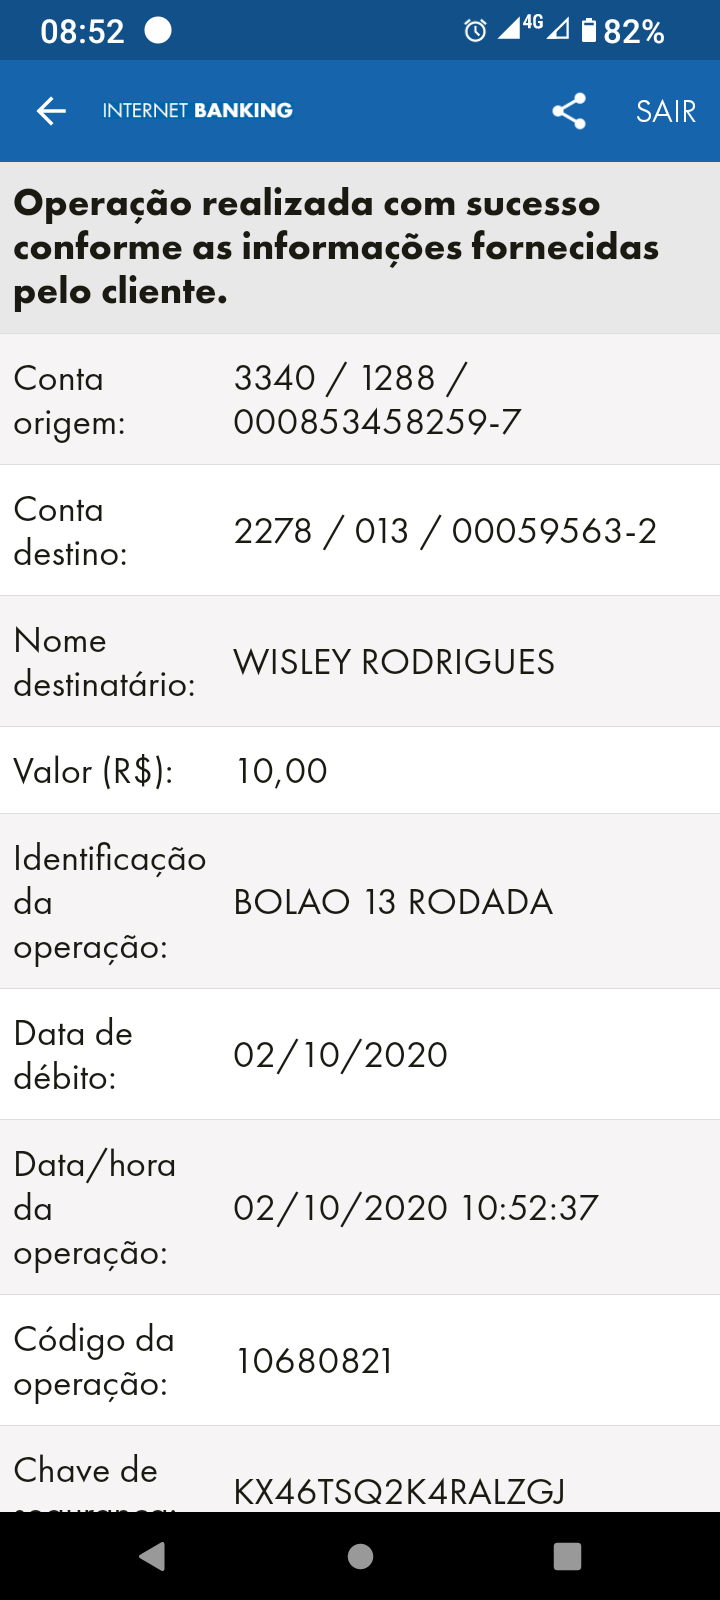 08:52
4G 82%
INTERNET BANKING SAIR
Operação realizada com sucesso
conforme as informações fornecidas
pelo cliente.
Conta
origem:
3340 / 1288 /
000853458259-7
Conta
destino:
2278 / 013 / 00059563-2
Nome
destinatário:
WISLEY RODRIGUES
Valor (R$): 10,00
Identificação
da
operação:
BOLAO 13 RODADA
Data de
débito:
02/10/2020
Data/hora
da
operação:
02/10/2020 10:52:37
Código da
operação:
10680821
Chave de
segurança:
KX46TSQ2K4RALZGJ